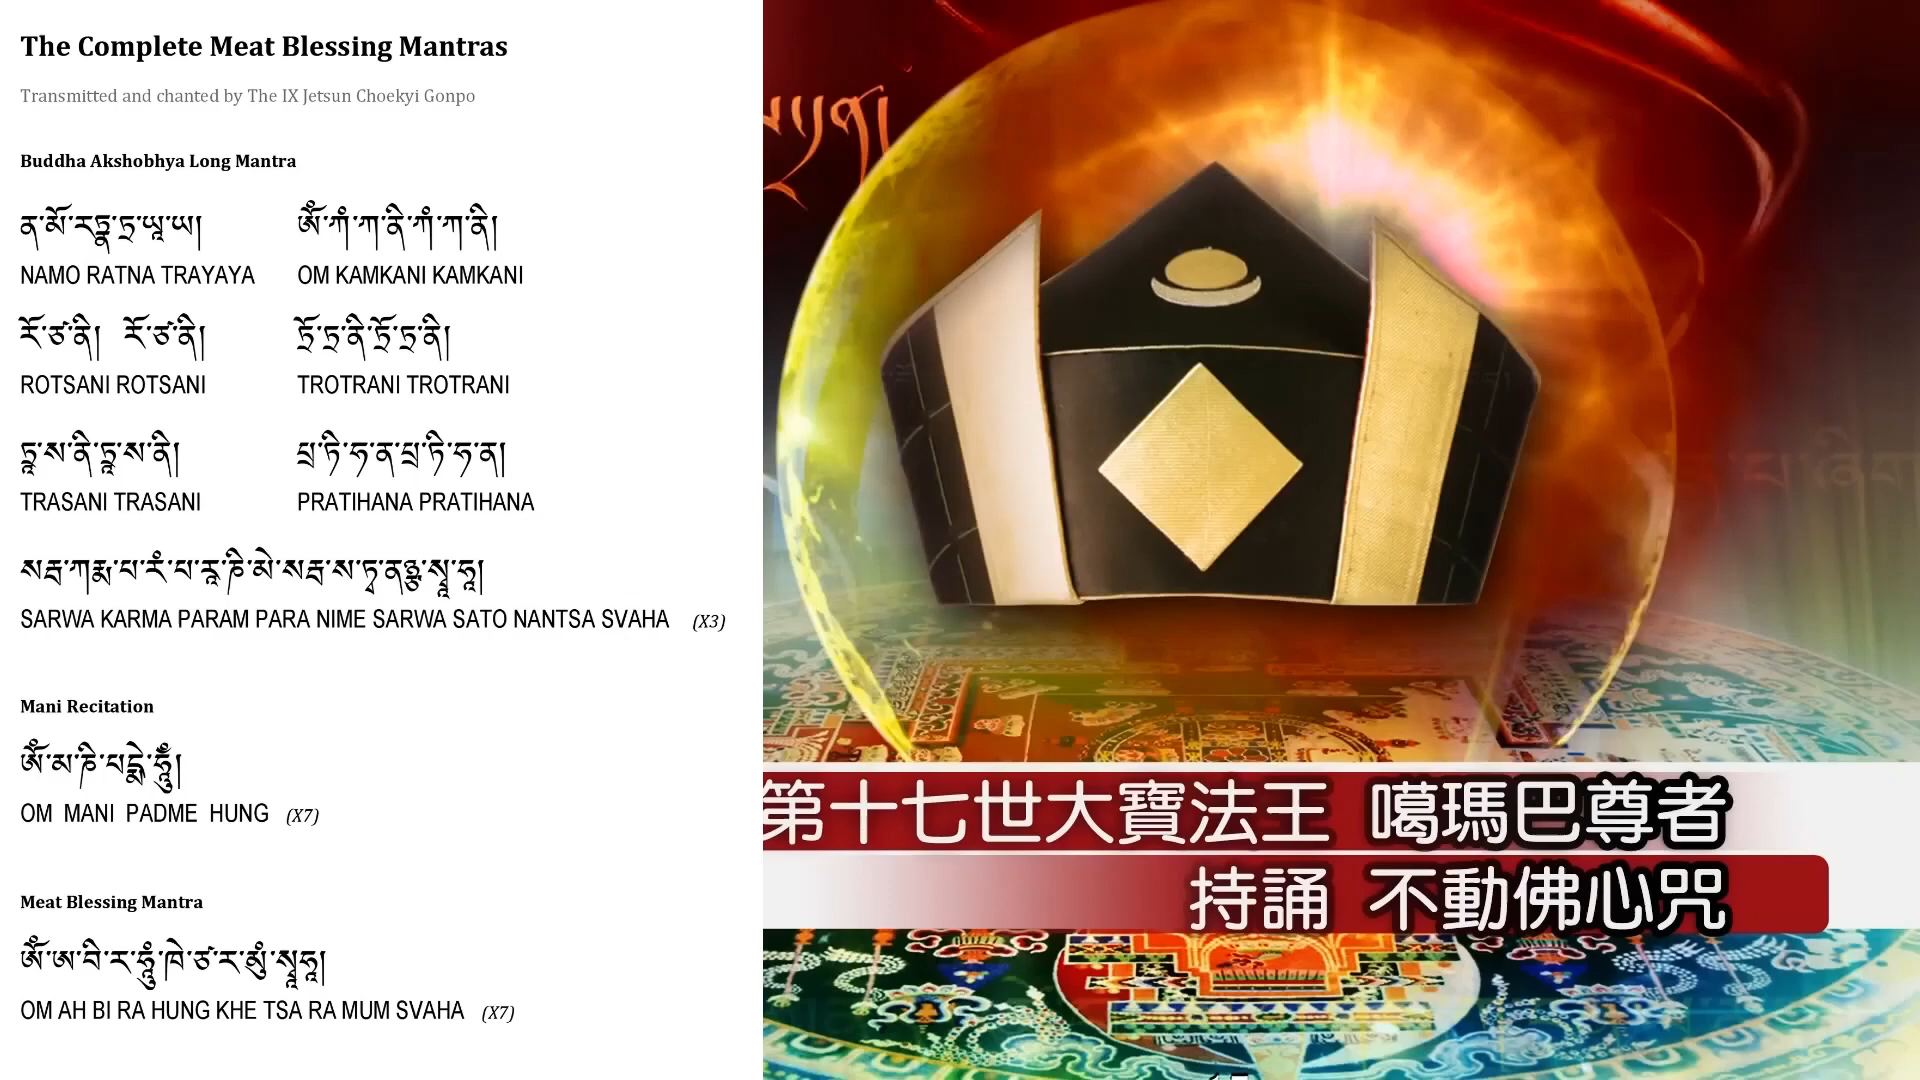 The Complete Meat Blessing Mantras
Transmitted and chanted by The IX Jetsun Choekyi Gonpo
Buddha Akshobhya Long Mantra
ན་མོ་རཏྣ་ཏྲ་ཡཱ་ཡ། ཨོཾ་ཀཾ་ཀ་ནི་ཀཾ་ཀ་ནི།
NAMO RATNA TRAYAYA OM KAMKANI KAMKANI
རོ་ཙ་ནི། རོ་ཙ་ནི། ཏྲོ་ཏྲ་ནི་ཏྲོ་ཏྲ་ནི།
ROTSANI ROTSANI TROTRANI TROTRANI
ཏྲཱ་ས་ནི་ཏྲཱ་ས་ནི། པྲ་ཏི་ཧ་ན་པྲ་ཏི་ཧ་ན།
TRASANI TRASANI PRATIHANA PRATIHANA
སརྦ་ཀརྨ་པ་རཾ་པ་རཱ་ཎི་མེ་སརྦ་ས་ཏྭ་ནཉྩ་སྭཱ་ཧཱ།
SARWA KARMA PARAM PARA NIME SARWA SATO NANTSA SVAHA (X3)
Mani Recitation
ཨོཾ་མ་ཎི་པདྨེ་ཧཱུྃ།
OM MANI PADME HUNG (X7)
Meat Blessing Mantra
ཨོཾ་ཨ་བི་ར་ཧཱུཾ་ཁེ་ཙ་ར་མུཾ་སྭཱ་ཧཱ།
OM AH BI RA HUNG KHE TSA RA MUM SVAHA (X7)
第十七世大寶法王 噶瑪巴尊者
持誦 不動佛心咒